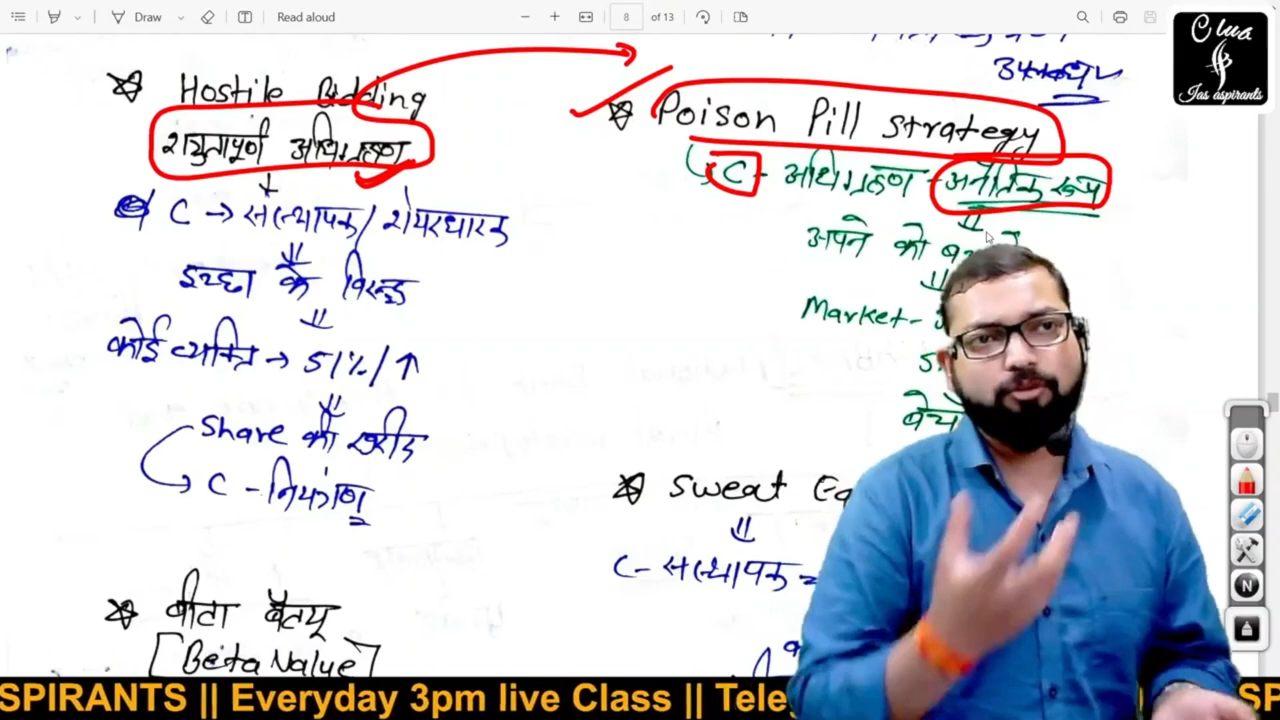 Draw
Read aloud
8 of 13
Clua
Ias aspirants
Hostile Bidding
शत्रुतापूर्ण अधिग्रहण
C → संस्थापक / शेयरधारक
इच्छा के विरुद्ध
कोई व्यक्ति → 51% / ↑
Share को खरीद
C - नियंत्रण
बीटा वैल्यू
[Beta Value]
Poison Pill Strategy
C - अधिग्रहण - अनैतिक रूप
अपने को
Market -
Sweat
C - संस्थापक =
N
SPIRANTS || Everyday 3pm live Class || Tele